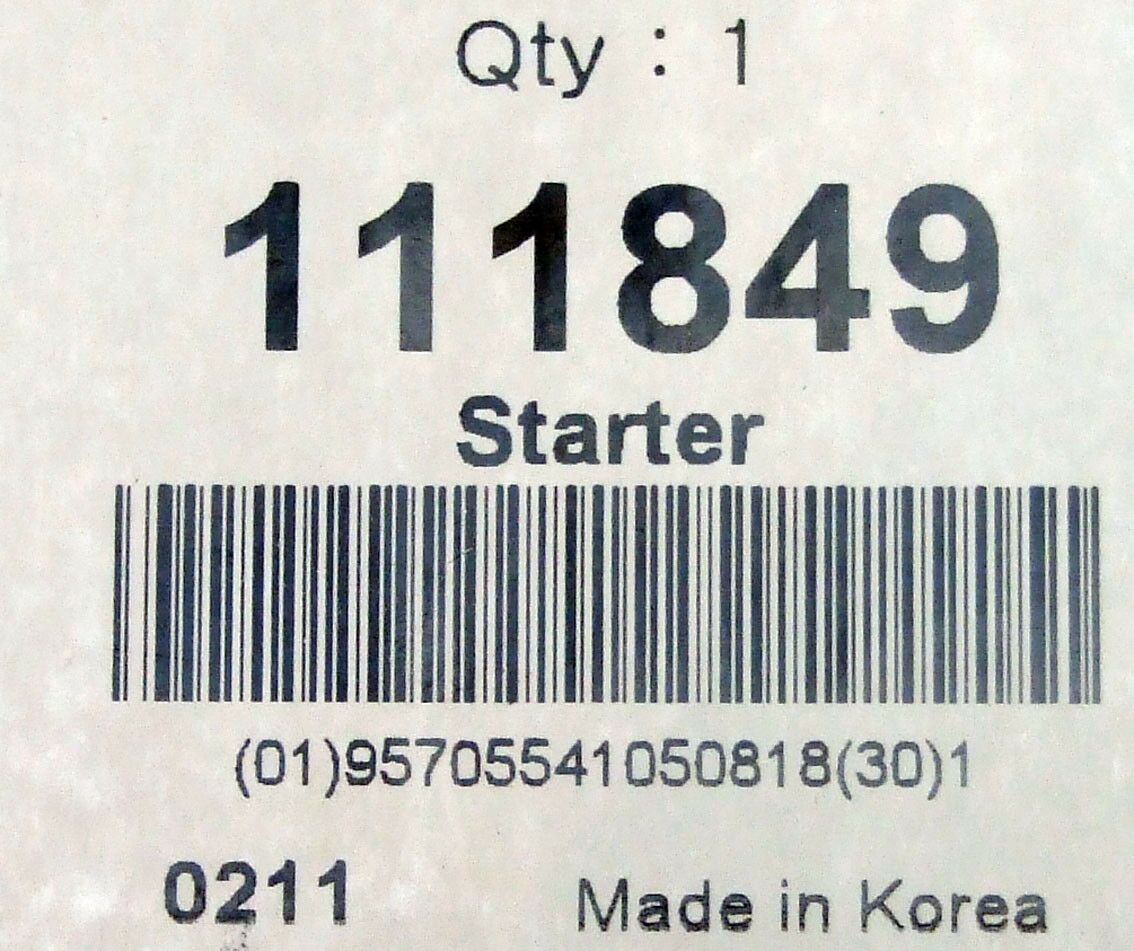 Qty : 1
111849
Starter
(01)95705541050818(30)1
0211 Made in Korea